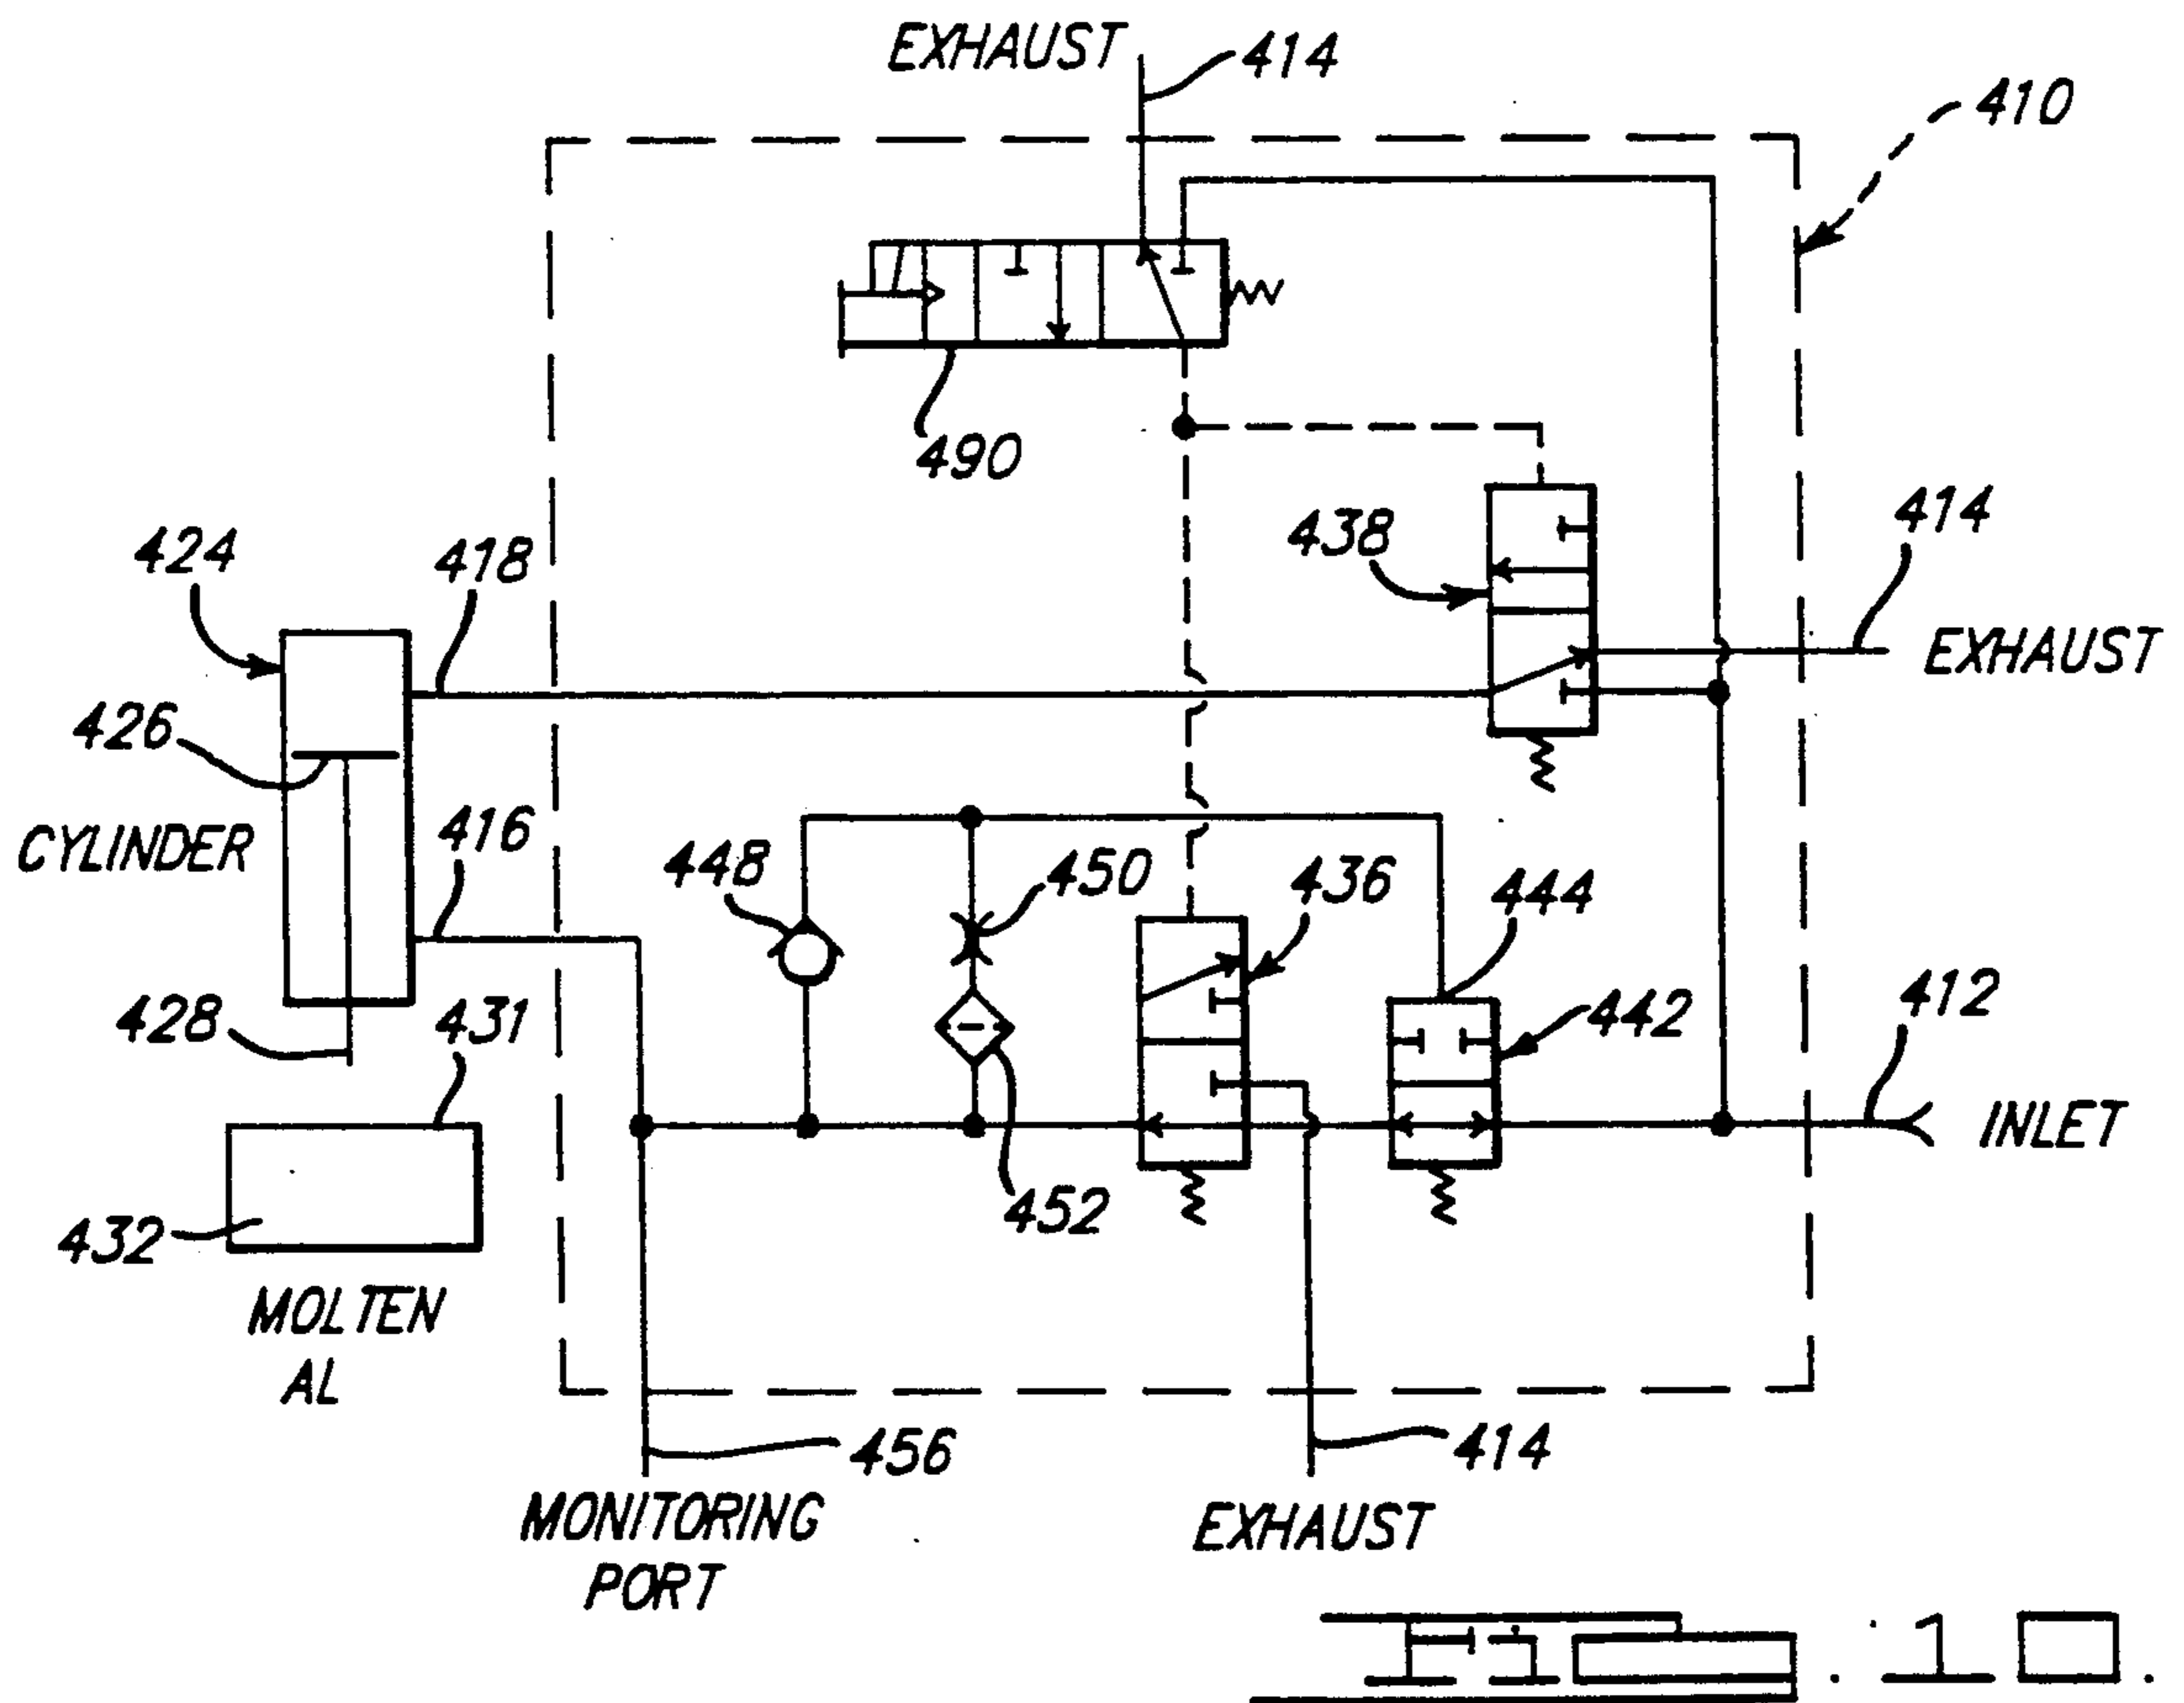 EXHAUST
414
410
490
438
414
EXHAUST
424
418
426
CYLINDER
416
448
450
436
444
442
412
INLET
428
431
432
452
MOLTEN
AL
456
MONITORING
PORT
414
EXHAUST
FIG. 10.